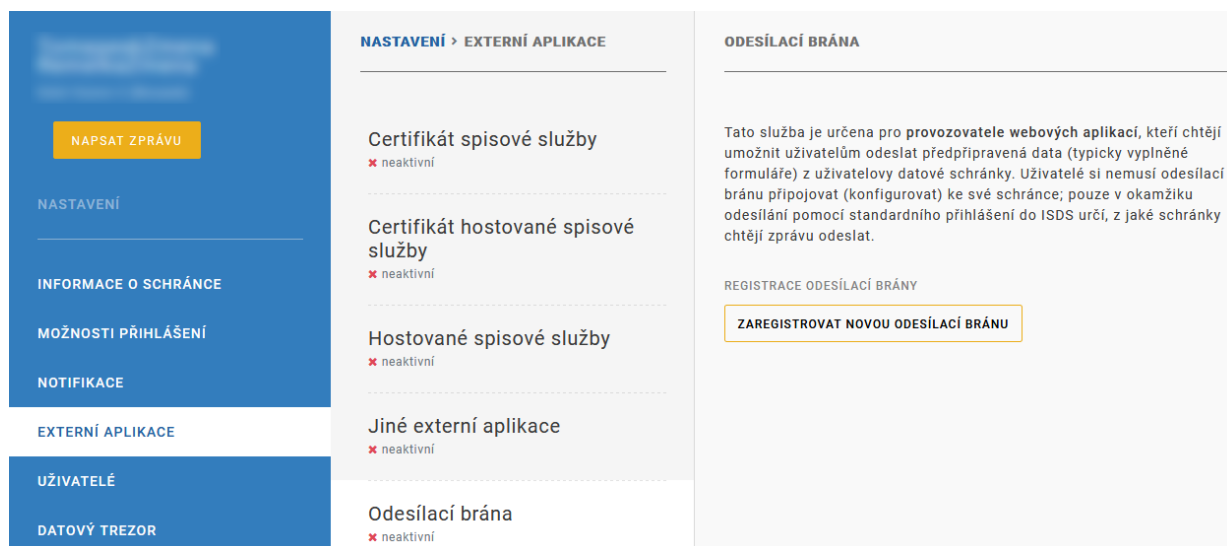 NAPSAT ZPRÁVU
NASTAVENÍ
INFORMACE O SCHRÁNCE
MOŽNOSTI PŘIHLÁŠENÍ
NOTIFIKACE
EXTERNÍ APLIKACE
UŽIVATELÉ
DATOVÝ TREZOR
NASTAVENÍ > EXTERNÍ APLIKACE
Certifikát spisové služby
✖ neaktivní
Certifikát hostované spisové
služby
✖ neaktivní
Hostované spisové služby
✖ neaktivní
Jiné externí aplikace
✖ neaktivní
Odesílací brána
✖ neaktivní
ODESÍLACÍ BRÁNA
Tato služba je určena pro provozovatele webových aplikací, kteří chtějí
umožnit uživatelům odeslat předpřipravená data (typicky vyplněné
formuláře) z uživatelovy datové schránky. Uživatelé si nemusí odesílací
bránu připojovat (konfigurovat) ke své schránce; pouze v okamžiku
odesílání pomocí standardního přihlášení do ISDS určí, z jaké schránky
chtějí zprávu odeslat.
REGISTRACE ODESÍLACÍ BRÁNY
ZAREGISTROVAT NOVOU ODESÍLACÍ BRÁNU